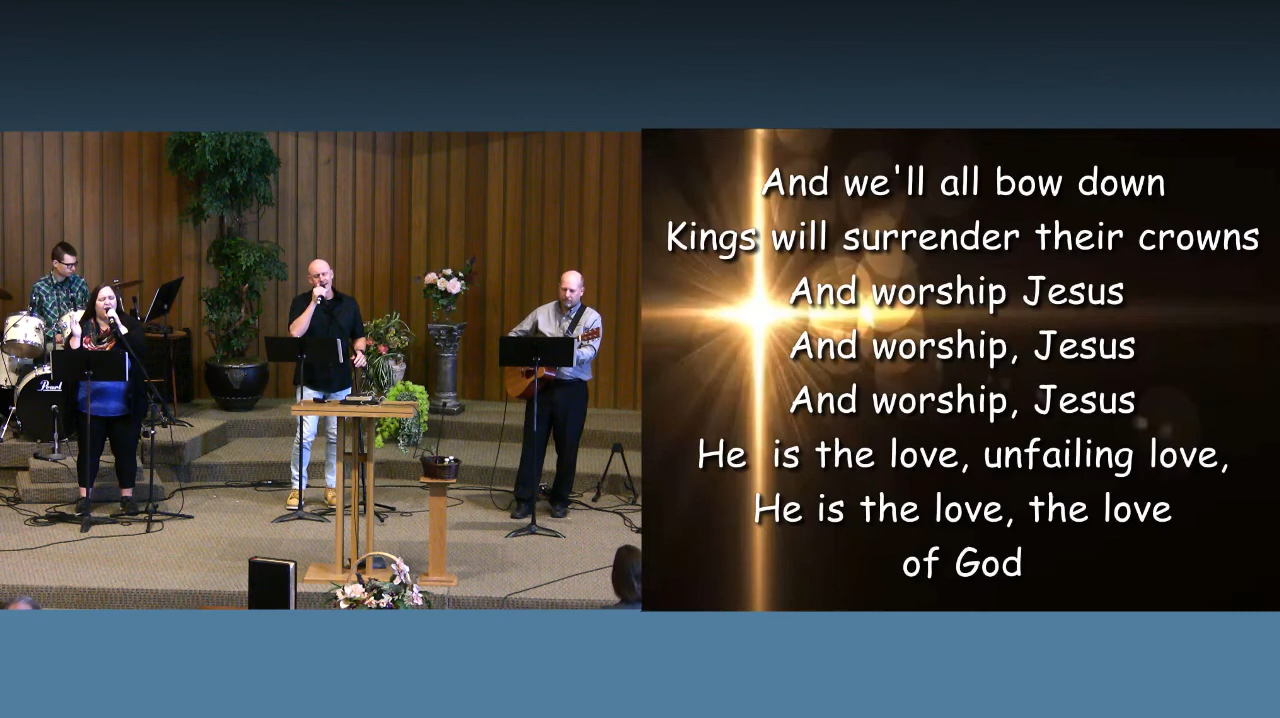 Pearl
And we'll all bow down
Kings will surrender their crowns
And worship Jesus
And worship, Jesus
And worship, Jesus
He is the love, unfailing love,
He is the love, the love
of God